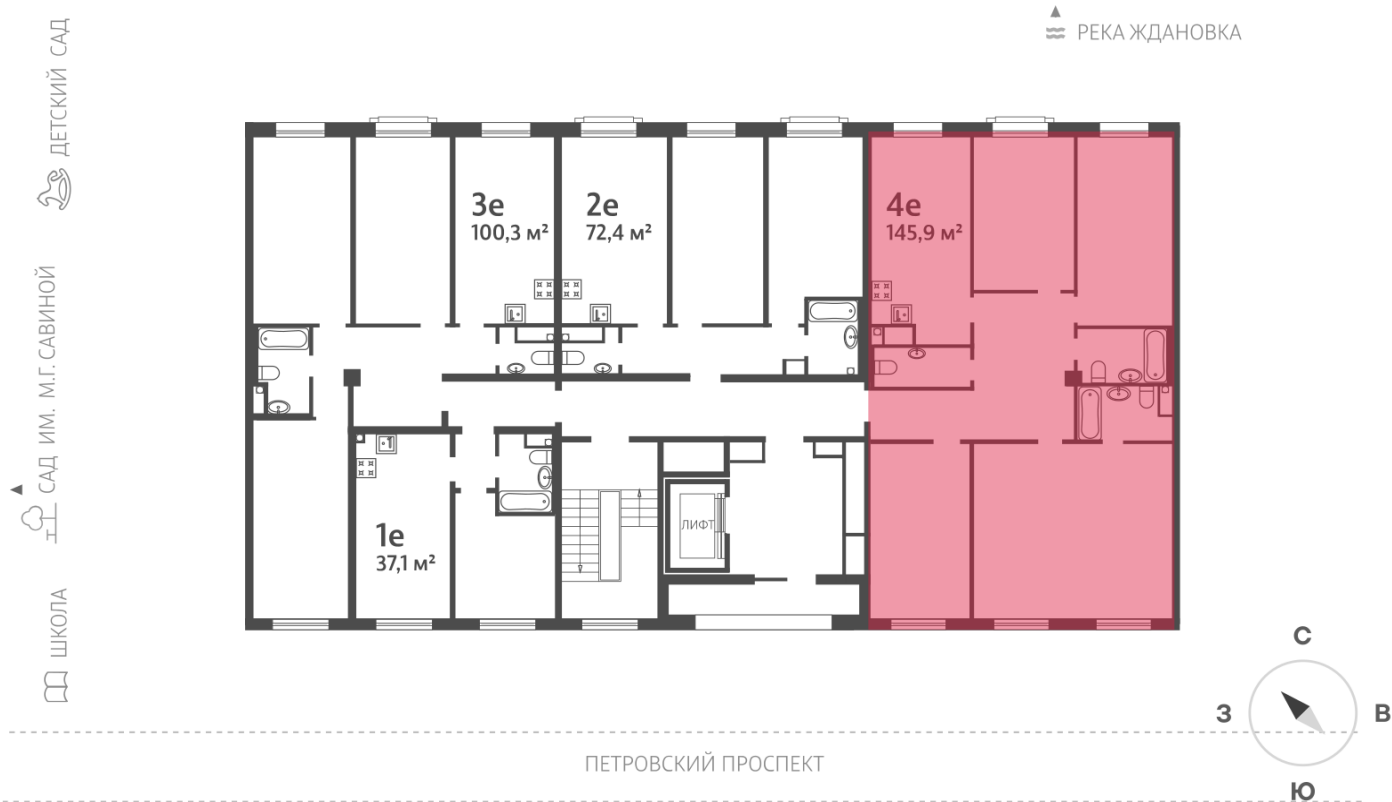 РЕКА ЖДАНОВКА
ДЕТСКИЙ САД
САД ИМ. М.Г. САВИНОЙ
ШКОЛА
3е
100,3 м²
2е
72,4 м²
4е
145,9 м²
1е
37,1 м²
ЛИФТ
С
З
В
Ю
ПЕТРОВСКИЙ ПРОСПЕКТ